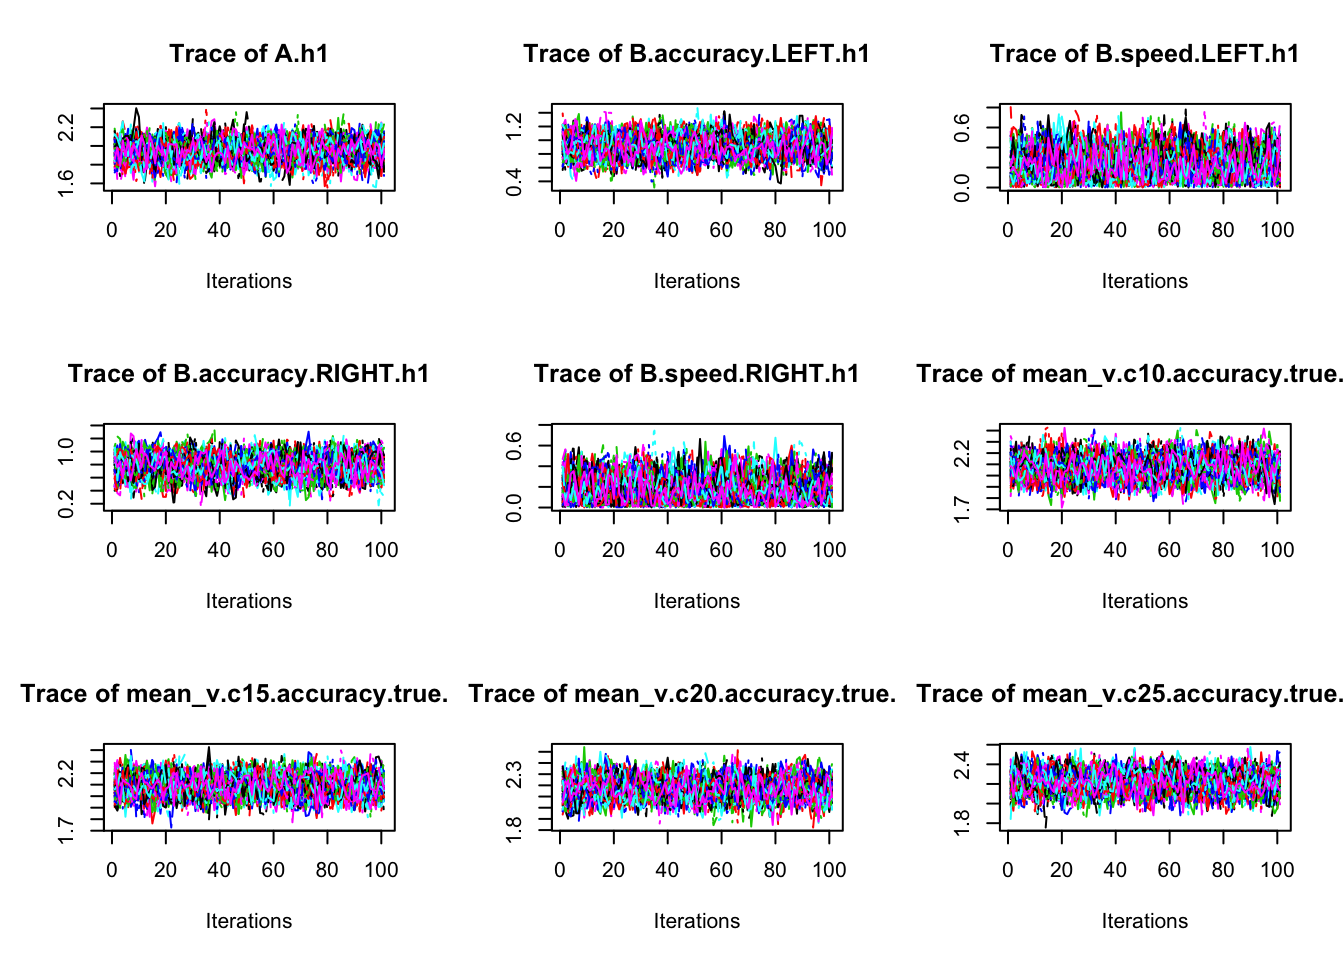 Trace of A.h1
2.2
1.6
0 20 40 60 80 100
Iterations
Trace of B.accuracy.LEFT.h1
1.2
0.4
0 20 40 60 80 100
Iterations
Trace of B.speed.LEFT.h1
0.6
0.0
0 20 40 60 80 100
Iterations
Trace of B.accuracy.RIGHT.h1
1.0
0.2
0 20 40 60 80 100
Iterations
Trace of B.speed.RIGHT.h1
0.6
0.0
0 20 40 60 80 100
Iterations
Trace of mean_v.c10.accuracy.true.
2.2
1.7
0 20 40 60 80 100
Iterations
Trace of mean_v.c15.accuracy.true.
2.2
1.7
0 20 40 60 80 100
Iterations
Trace of mean_v.c20.accuracy.true.
2.3
1.8
0 20 40 60 80 100
Iterations
Trace of mean_v.c25.accuracy.true.
2.4
1.8
0 20 40 60 80 100
Iterations